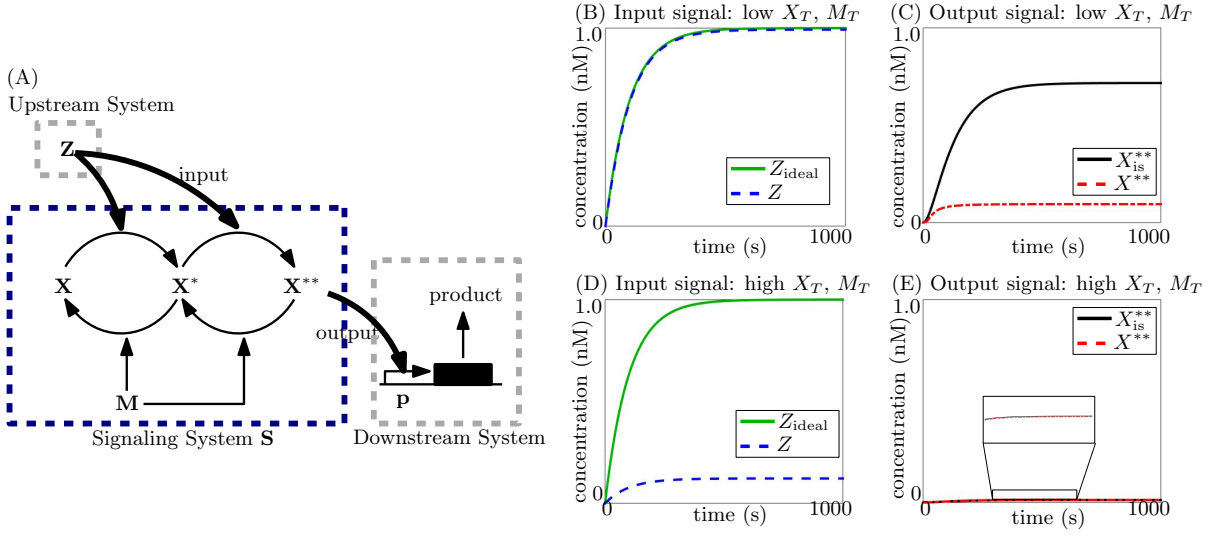 (A)
Upstream System
Z
input
X
X*
X**
output
M
Signaling System S
product
p
Downstream System
(B) Input signal: low X_T, M_T
concentration (nM)
1.0
0
Z_ideal
Z
0
1000
time (s)
(C) Output signal: low X_T, M_T
concentration (nM)
1.0
0
X**_is
X**
0
1000
time (s)
(D) Input signal: high X_T, M_T
concentration (nM)
1.0
0
Z_ideal
Z
0
1000
time (s)
(E) Output signal: high X_T, M_T
concentration (nM)
1.0
0
X**_is
X**
0
1000
time (s)